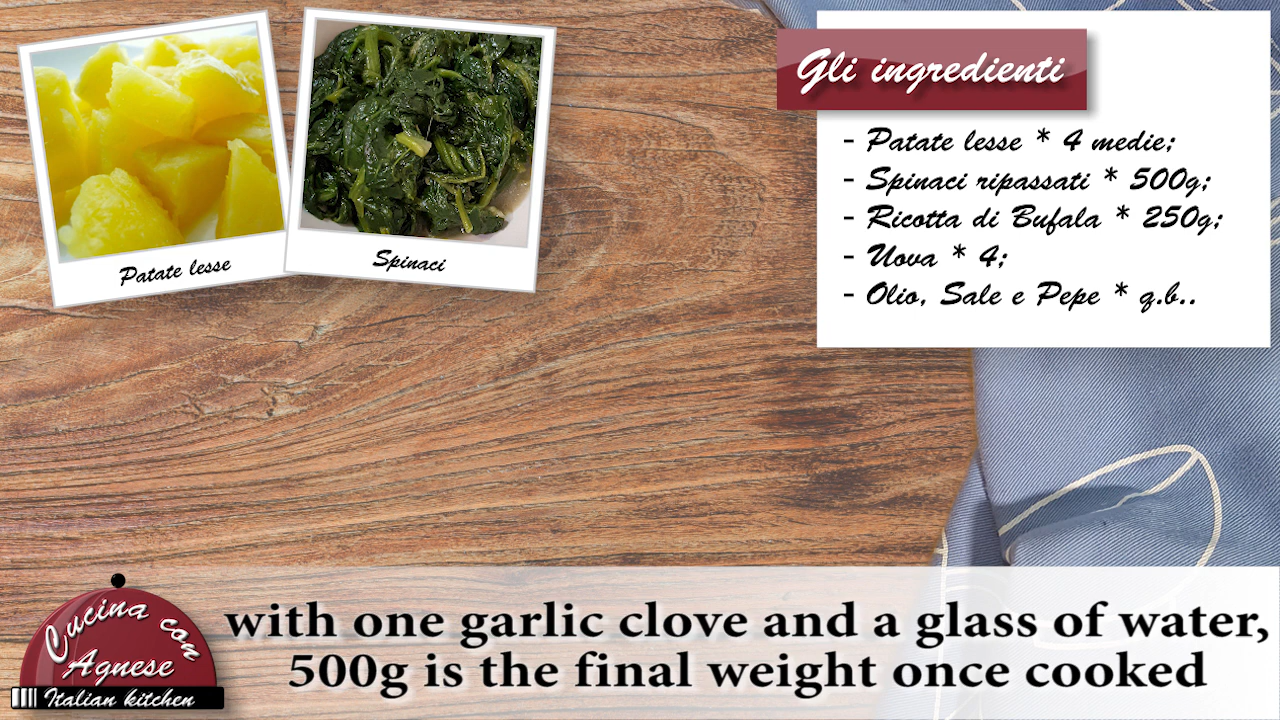 Patate lesse
Spinaci
Gli ingredienti
- Patate lesse * 4 medie;
- Spinaci ripassati * 500g;
- Ricotta di Bufala * 250g;
- Uova * 4;
- Olio, Sale e Pepe * q.b..
Cucina con
Agnese
Italian kitchen
with one garlic clove and a glass of water,
500g is the final weight once cooked